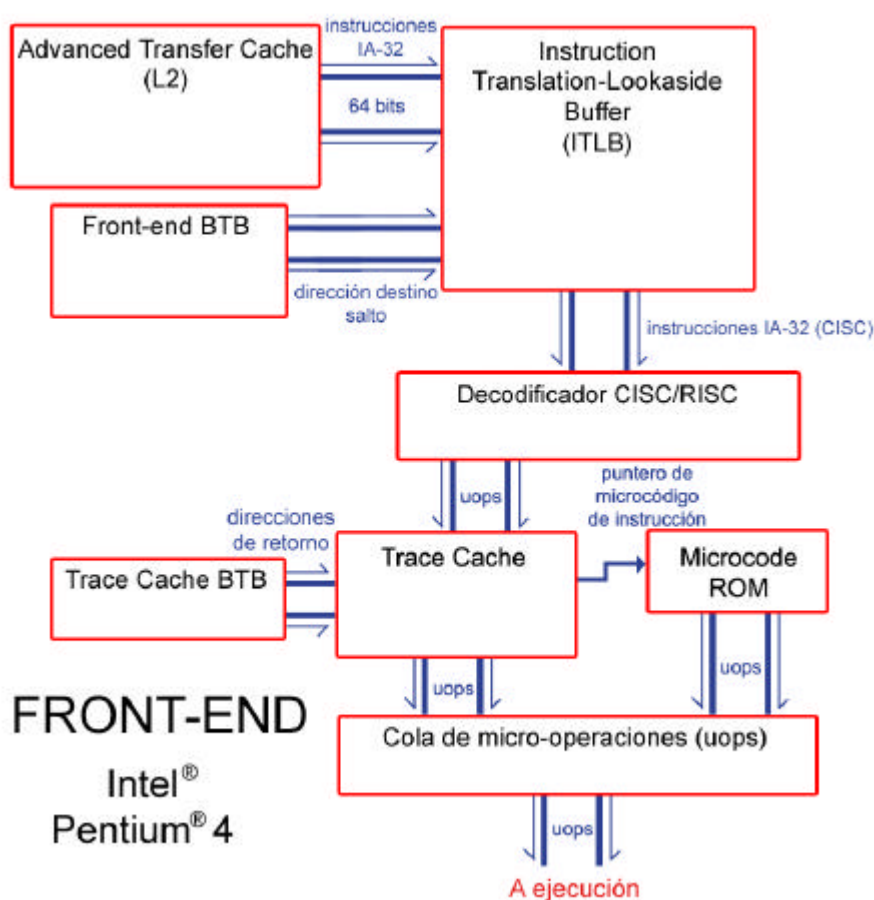 instrucciones
IA-32
Advanced Transfer Cache
(L2)
64 bits
Instruction
Translation-Lookaside
Buffer
(ITLB)
Front-end BTB
dirección destino
salto
instrucciones IA-32 (CISC)
Decodificador CISC/RISC
uops
puntero de
microcódigo
de instrucción
direcciones
de retorno
Trace Cache BTB
Trace Cache
Microcode
ROM
uops
uops
FRONT-END
Intel®
Pentium® 4
Cola de micro-operaciones (uops)
uops
A ejecución